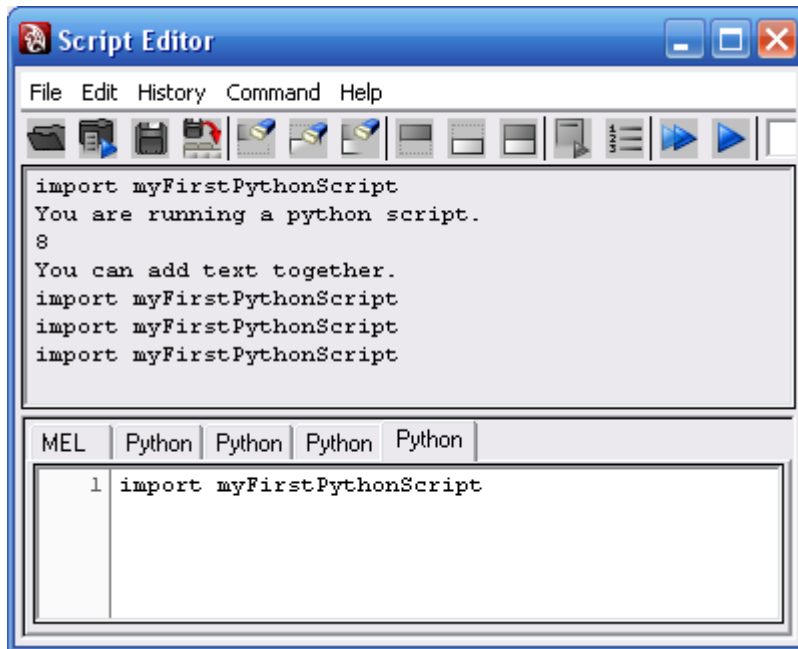 Script Editor
File Edit History Command Help
import myFirstPythonScript
You are running a python script.
8
You can add text together.
import myFirstPythonScript
import myFirstPythonScript
import myFirstPythonScript
MEL Python Python Python Python
1 import myFirstPythonScript